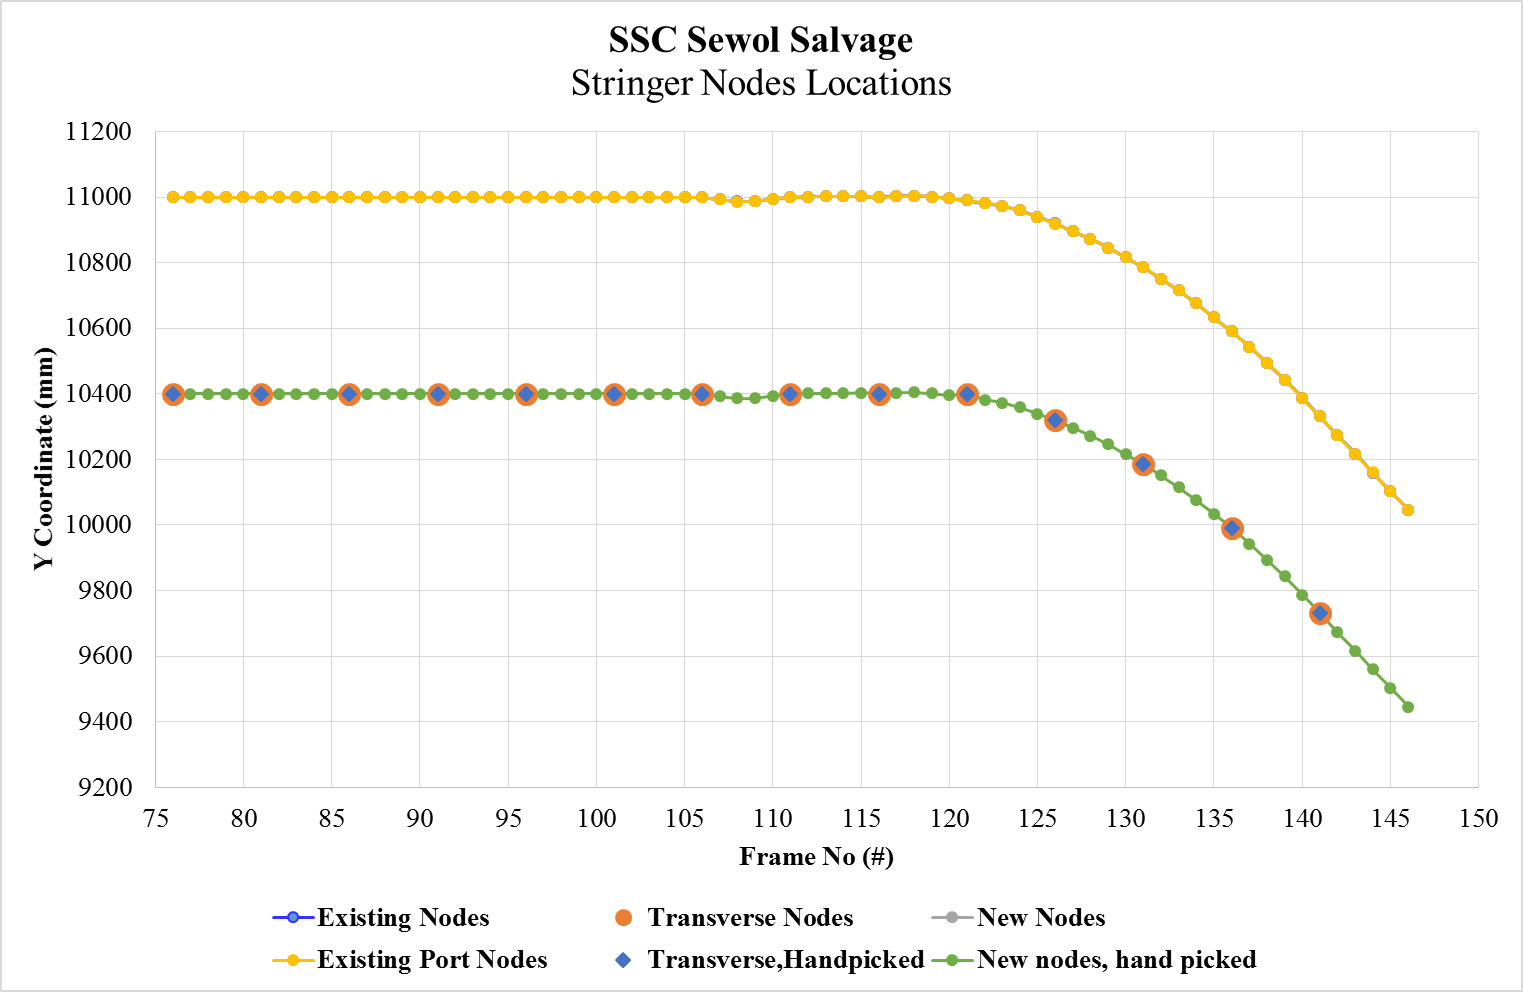 SSC Sewol Salvage
Stringer Nodes Locations
11200
11000
10800
10600
10400
10200
10000
9800
9600
9400
9200
Y Coordinate (mm)
75 80 85 90 95 100 105 110 115 120 125 130 135 140 145 150
Frame No (#)
Existing Nodes Transverse Nodes New Nodes
Existing Port Nodes Transverse,Handpicked New nodes, hand picked